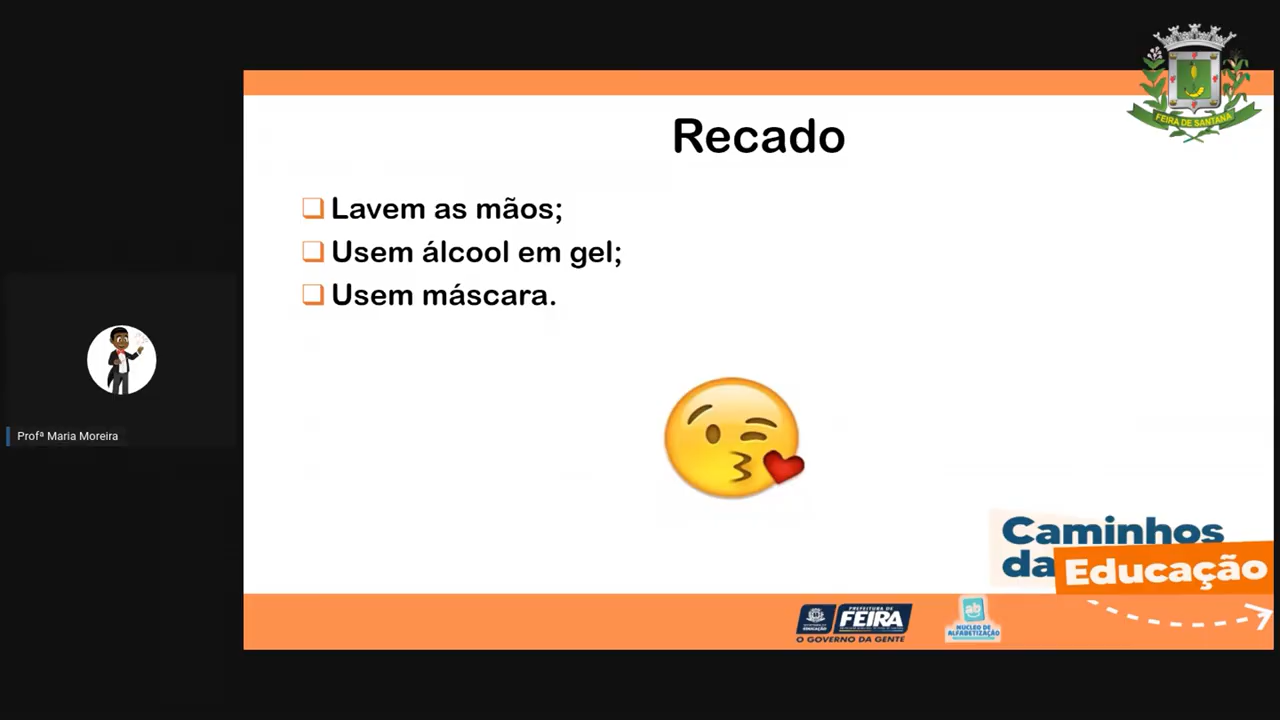 FEIRA DE SANTANA
Recado
Lavem as mãos;
Usem álcool em gel;
Usem máscara.
Profª Maria Moreira
Caminhos
da Educação
PREFEITURA DE
FEIRA
EDUCAÇÃO
O GOVERNO DA GENTE
ab
NÚCLEO DE
ALFABETIZAÇÃO